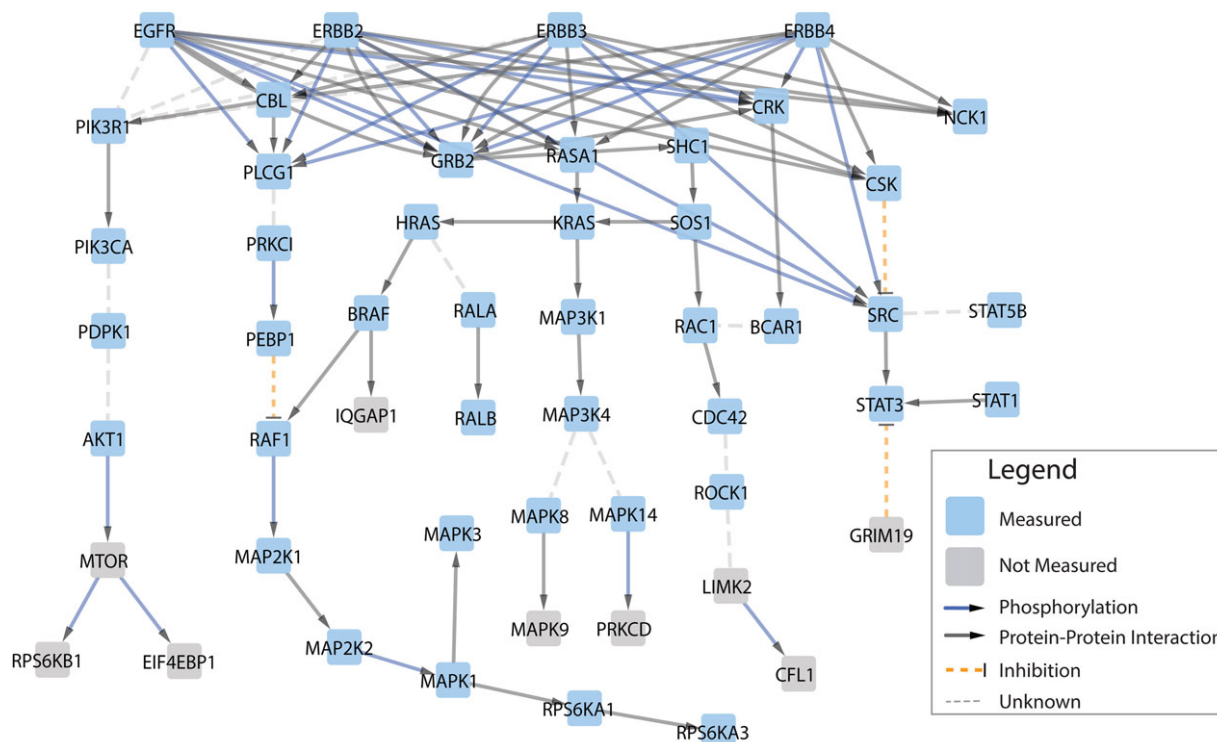 EGFR
ERBB2
ERBB3
ERBB4
CBL
CRK
PIK3R1
NCK1
GRB2
RASA1
SHC1
PLCG1
CSK
HRAS
KRAS
SOS1
PIK3CA
PRKCI
BRAF
RALA
MAP3K1
RAC1
BCAR1
SRC
STAT5B
PDPK1
PEBP1
IQGAP1
RALB
MAP3K4
CDC42
STAT3
STAT1
AKT1
RAF1
ROCK1
MAPK3
MAPK8
MAPK14
GRIM19
MTOR
MAP2K1
LIMK2
MAPK9
PRKCD
RPS6KB1
EIF4EBP1
MAP2K2
MAPK1
CFL1
RPS6KA1
RPS6KA3
Legend
Measured
Not Measured
Phosphorylation
Protein-Protein Interaction
Inhibition
Unknown